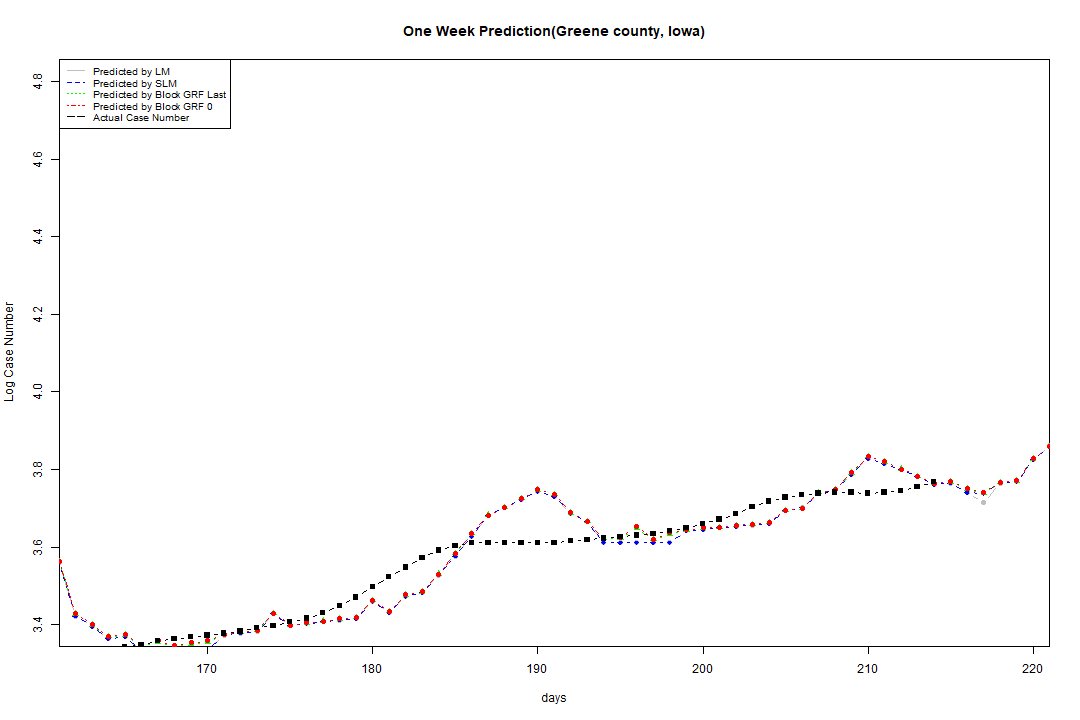 One Week Prediction(Greene county, Iowa)
Predicted by LM
Predicted by SLM
Predicted by Block GRF Last
Predicted by Block GRF 0
Actual Case Number
4.8
4.6
4.4
4.2
4.0
3.8
3.6
3.4
Log Case Number
170 180 190 200 210 220
days